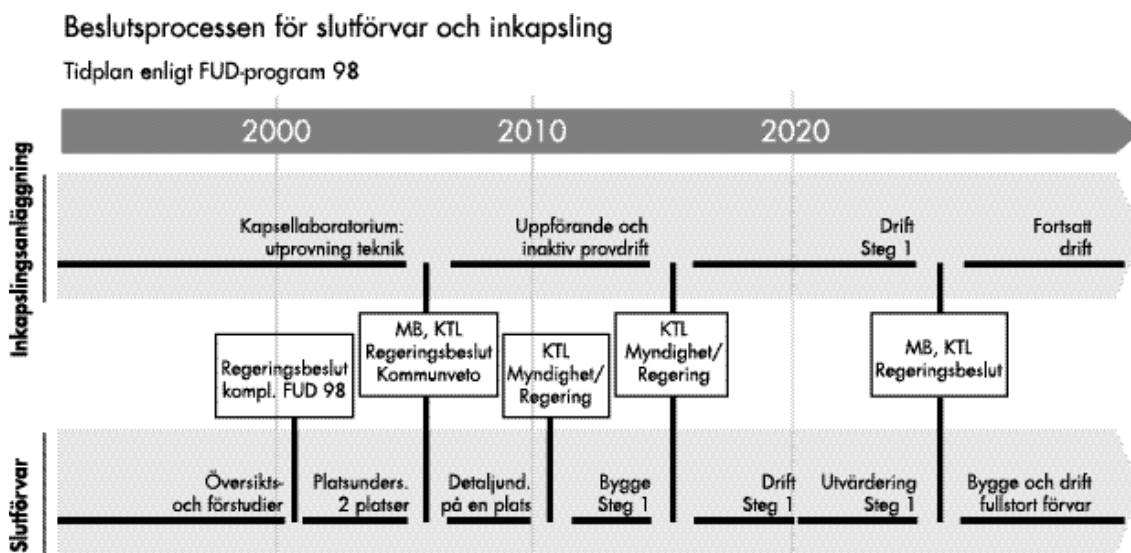 Beslutsprocessen för slutförvar och inkapsling
Tidplan enligt FUD-program 98
2000
2010
2020
Inkapslingsanläggning
Kapsellaboratorium:
utprovning teknik
Uppförande och
inaktiv provdrift
Drift
Steg 1
Fortsatt
drift
Regeringsbeslut
kompl. FUD 98
MB, KTL
Regeringsbeslut
Kommunveto
KTL
Myndighet/
Regering
KTL
Myndighet/
Regering
MB, KTL
Regeringsbeslut
Slutförvar
Översikts-
och förstudier
Platsunders.
2 platser
Detaljund.
på en plats
Bygge
Steg 1
Drift
Steg 1
Utvärdering
Steg 1
Bygge och drift
fullstort förvar